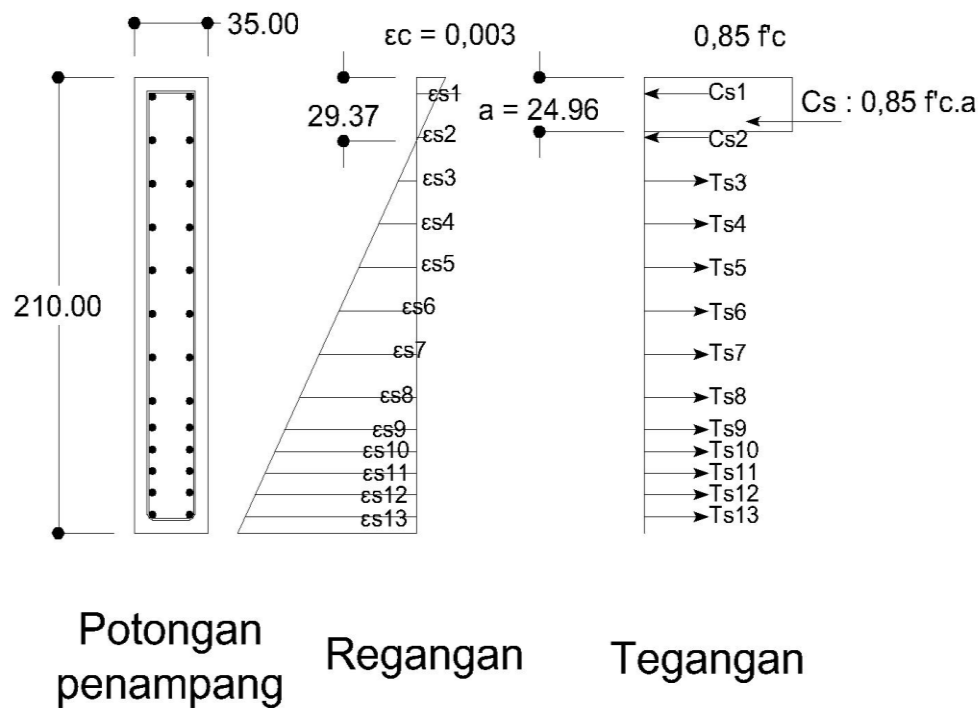 35.00
εc = 0,003
0,85 f'c
29.37
a = 24.96
Cs : 0,85 f'c.a
210.00
εs1
εs2
εs3
εs4
εs5
εs6
εs7
εs8
εs9
εs10
εs11
εs12
εs13
Cs1
Cs2
Ts3
Ts4
Ts5
Ts6
Ts7
Ts8
Ts9
Ts10
Ts11
Ts12
Ts13
Potongan
penampang
Regangan
Tegangan